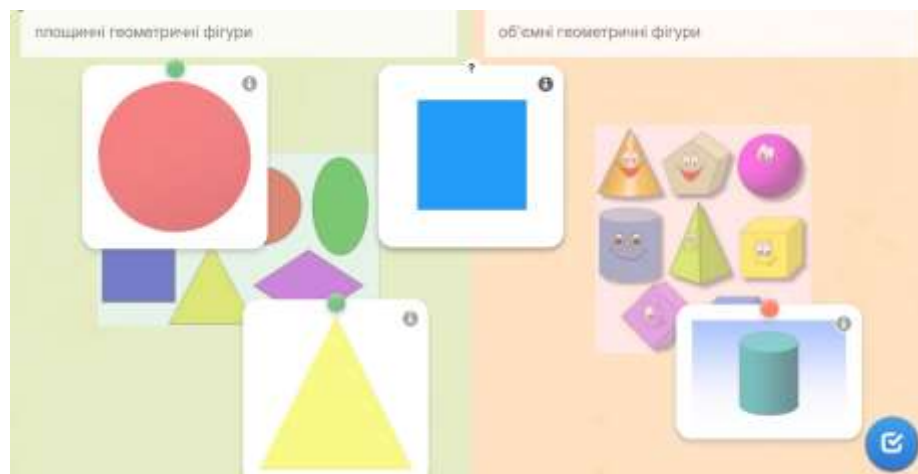 площинні геометричні фігури
об'ємні геометричні фігури
?